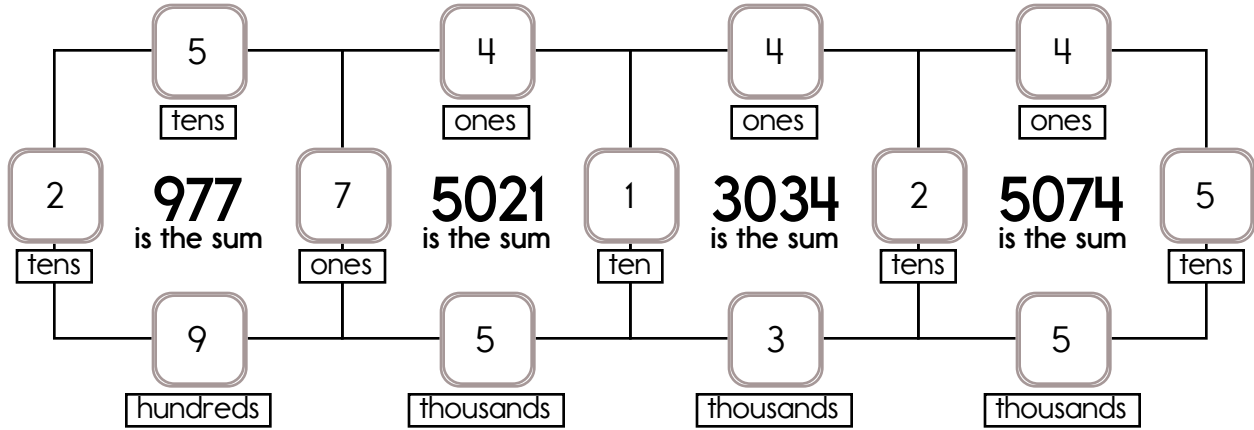 5
4
4
4
tens
ones
ones
ones
2
977
is the sum
7
5021
is the sum
1
3034
is the sum
2
5074
is the sum
5
tens
ones
ten
tens
tens
9
5
3
5
hundreds
thousands
thousands
thousands